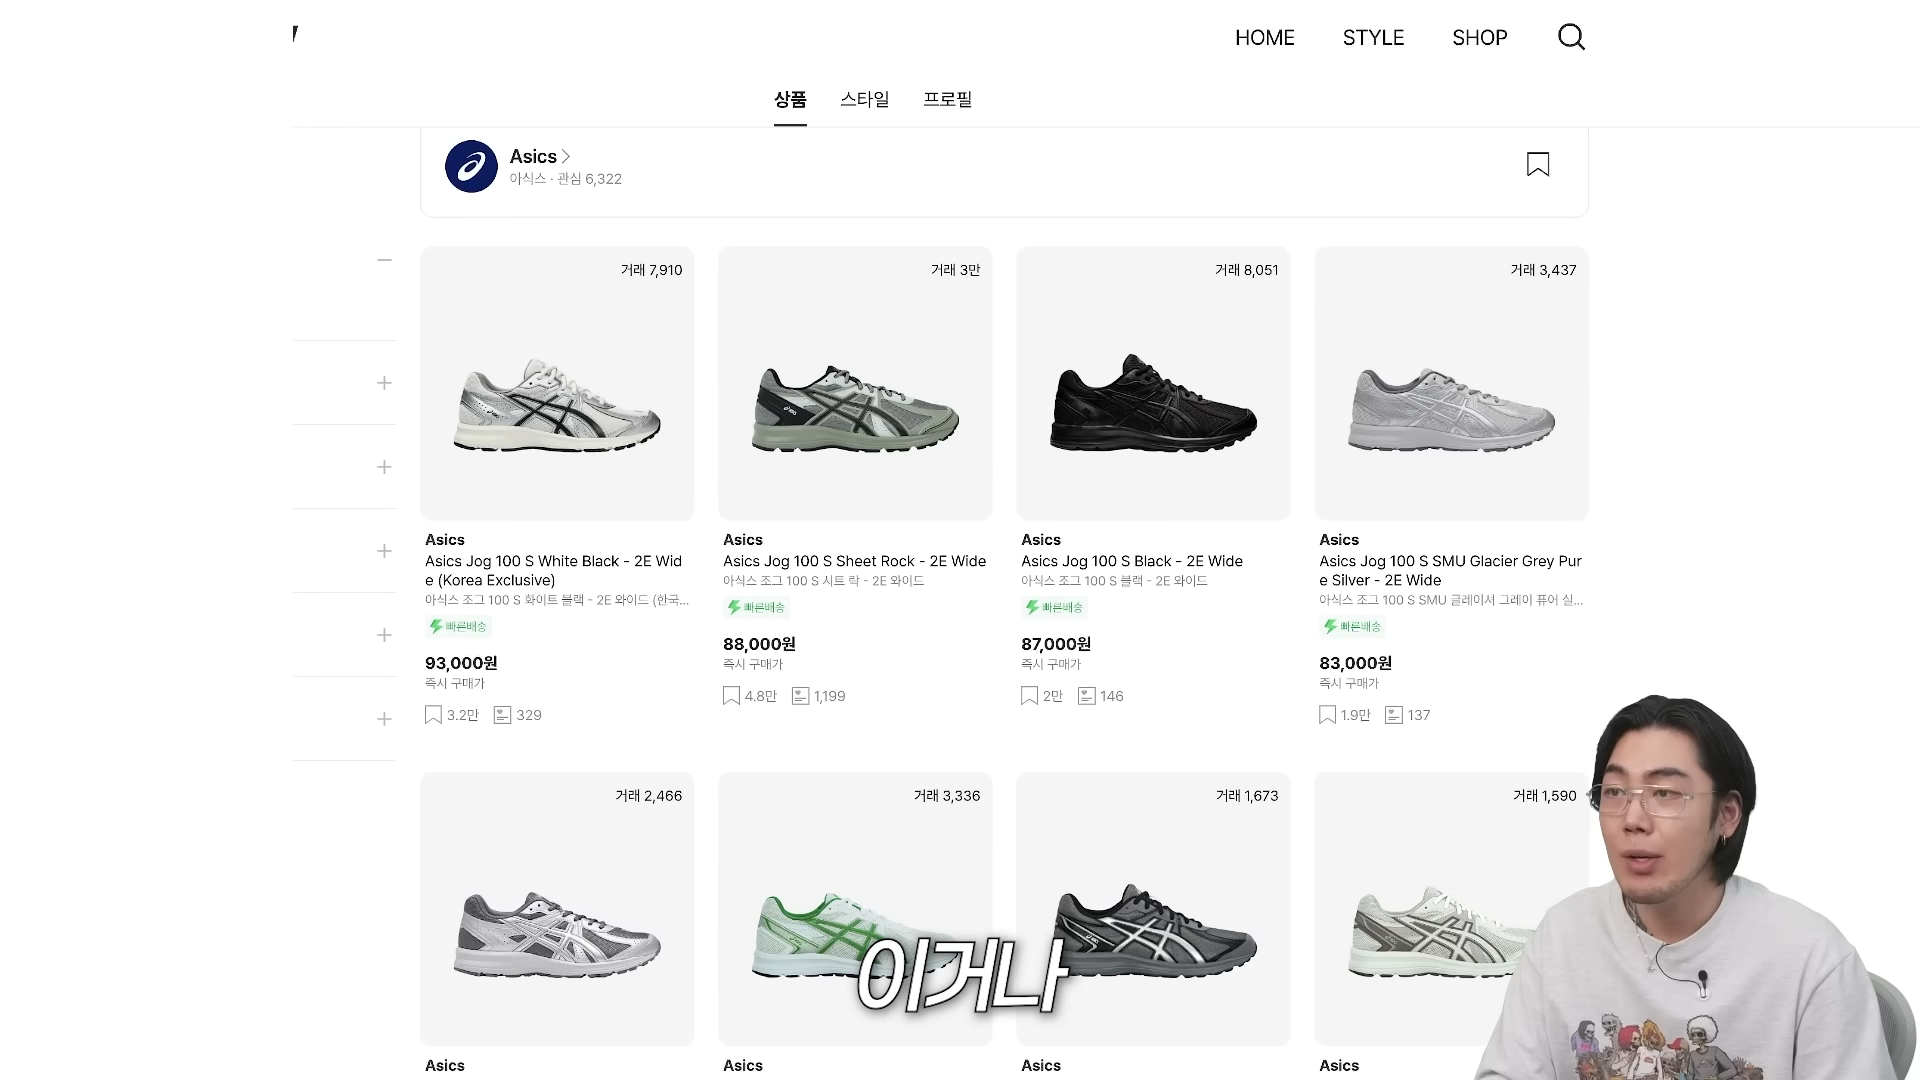 HOME STYLE SHOP
상품 스타일 프로필
Asics
아식스 · 관심 6,322
거래 7,910
거래 3만
거래 8,051
거래 3,437
Asics
Asics Jog 100 S White Black - 2E Wid
e (Korea Exclusive)
아식스 조그 100 S 화이트 블랙 - 2E 와이드 (한국...
빠른배송
93,000원
즉시 구매가
3.2만 329
Asics
Asics Jog 100 S Sheet Rock - 2E Wide
아식스 조그 100 S 시트 락 - 2E 와이드
빠른배송
88,000원
즉시 구매가
4.8만 1,199
Asics
Asics Jog 100 S Black - 2E Wide
아식스 조그 100 S 블랙 - 2E 와이드
빠른배송
87,000원
즉시 구매가
2만 146
Asics
Asics Jog 100 S SMU Glacier Grey Pur
e Silver - 2E Wide
아식스 조그 100 S SMU 글레이셔 그레이 퓨어 실...
빠른배송
83,000원
즉시 구매가
1.9만 137
거래 2,466
거래 3,336
거래 1,673
거래 1,590
이거나
Asics
Asics
Asics
Asics